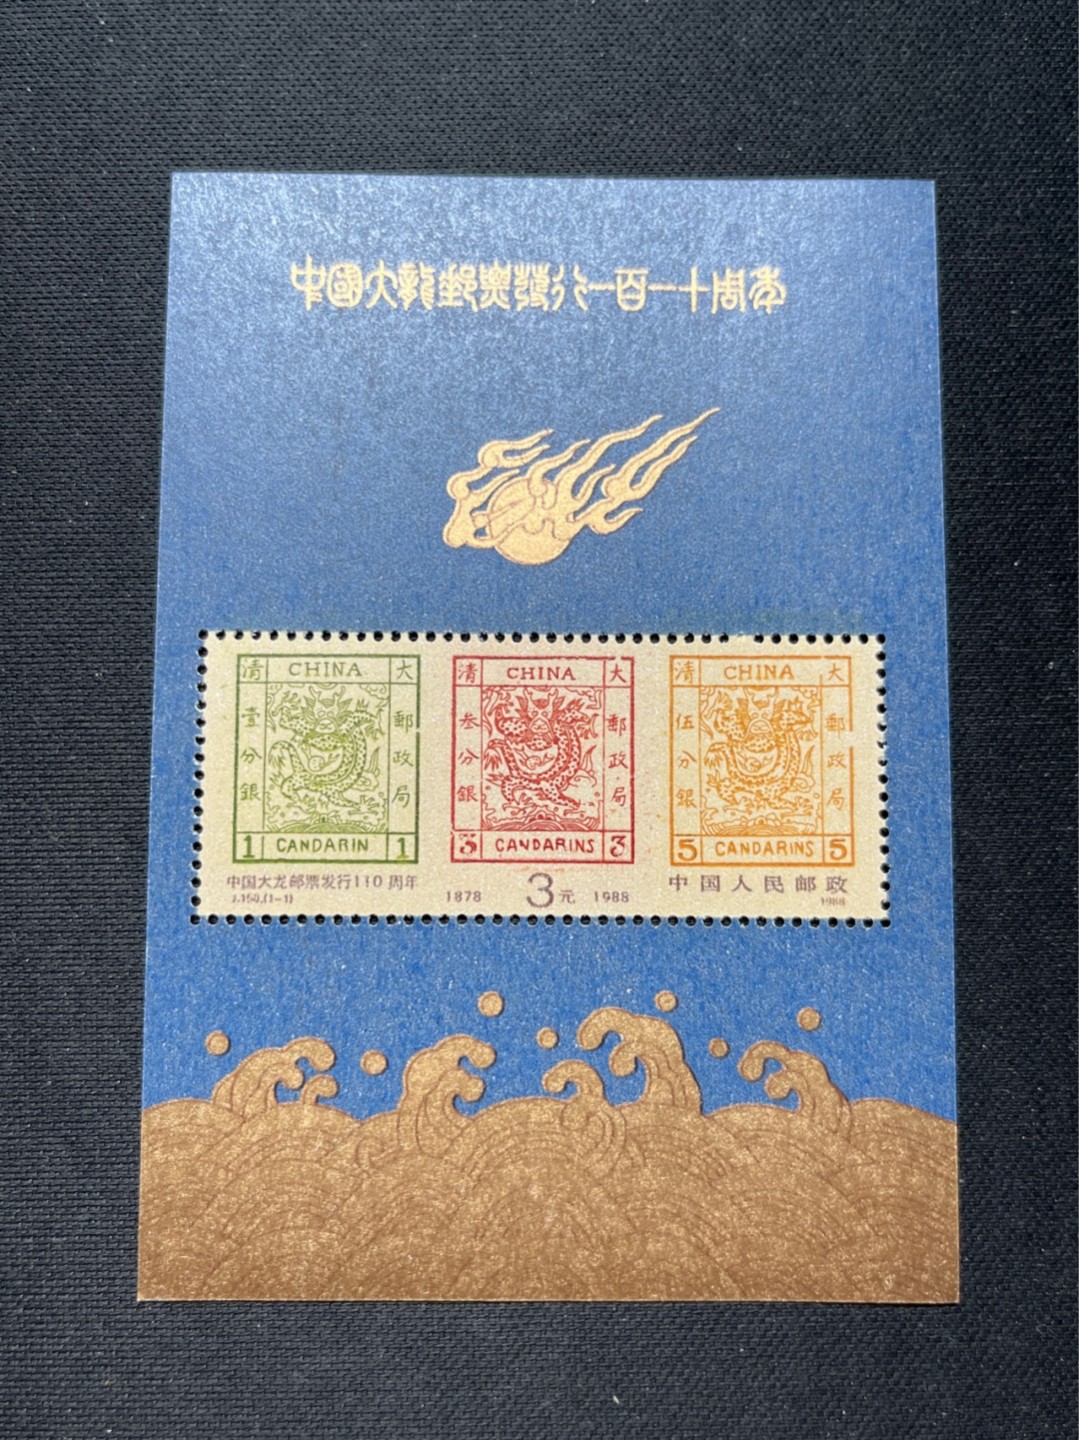 中國大龍郵票發行一百一十周年
清 CHINA 大
壹分銀
郵政局
1 CANDARIN 1
清 CHINA 大
叁分銀
郵政局
3 CANDARINS 3
清 CHINA 大
伍分銀
郵政局
5 CANDARINS 5
中国大龙邮票发行110周年
J.150.(1-1)
1878 3元 1988
中国人民邮政
1988